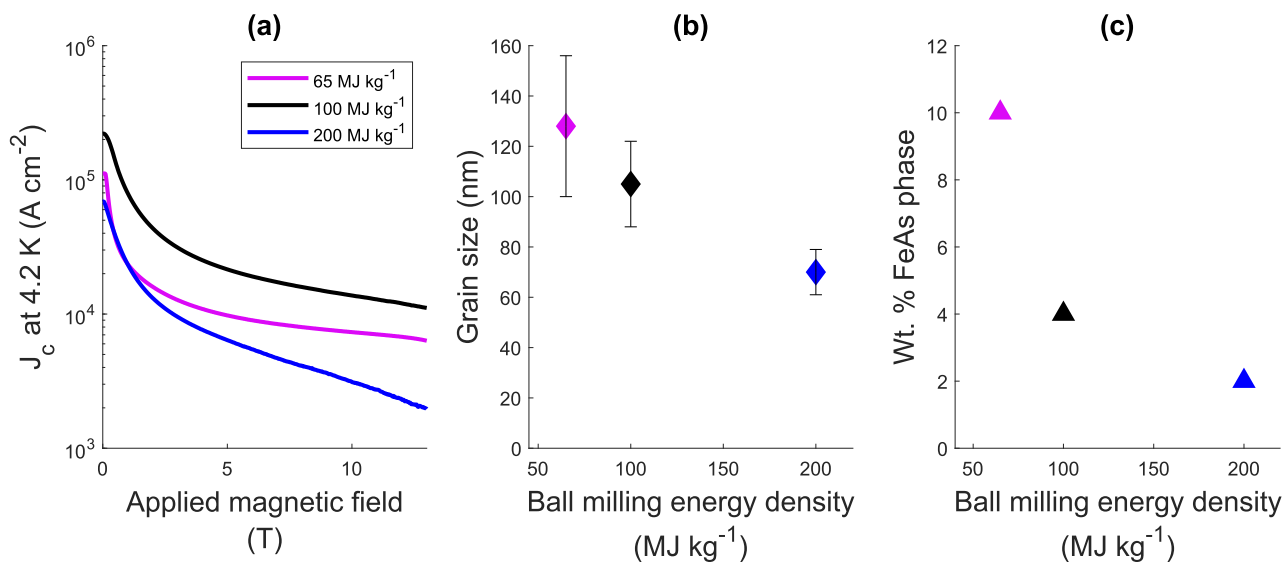 (a)
10^6
10^5
10^4
10^3
J_c at 4.2 K (A cm^-2)
65 MJ kg^-1
100 MJ kg^-1
200 MJ kg^-1
0
5
10
Applied magnetic field
(T)
(b)
160
140
120
100
80
60
40
20
0
Grain size (nm)
50
100
150
200
Ball milling energy density
(MJ kg^-1)
(c)
12
10
8
6
4
2
0
Wt. % FeAs phase
50
100
150
200
Ball milling energy density
(MJ kg^-1)